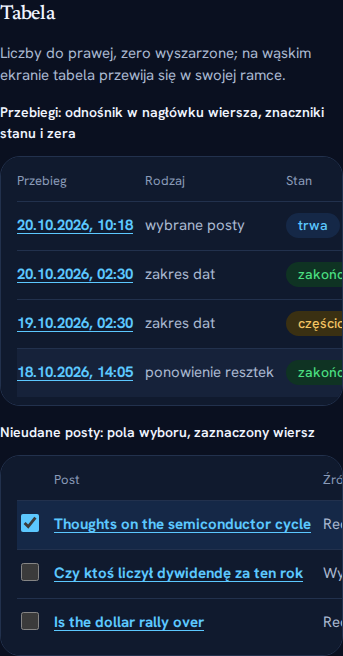 Tabela
Liczby do prawej, zero wyszarzone; na wąskim
ekranie tabela przewija się w swojej ramce.
Przebiegi: odnośnik w nagłówku wiersza, znaczniki
stanu i zera
Przebieg Rodzaj Stan
20.10.2026, 10:18 wybrane posty trwa
20.10.2026, 02:30 zakres dat
19.10.2026, 02:30 zakres dat
18.10.2026, 14:05 ponowienie resztek
Nieudane posty: pola wyboru, zaznaczony wiersz
Post
Thoughts on the semiconductor cycle
Czy ktoś liczył dywidendę za ten rok
Is the dollar rally over